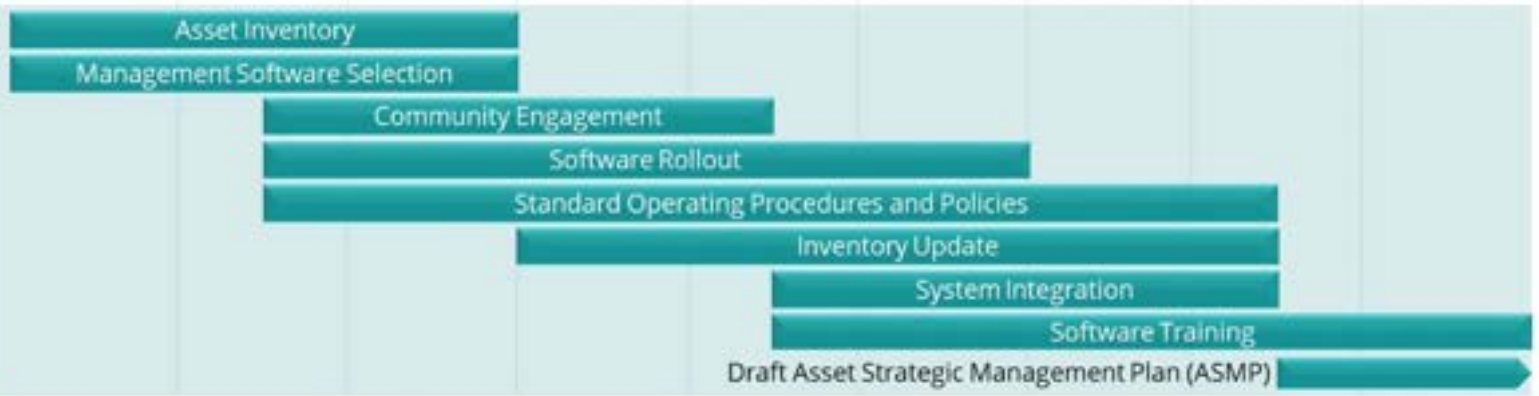 Asset Inventory
Management Software Selection
Community Engagement
Software Rollout
Standard Operating Procedures and Policies
Inventory Update
System Integration
Software Training
Draft Asset Strategic Management Plan (ASMP)